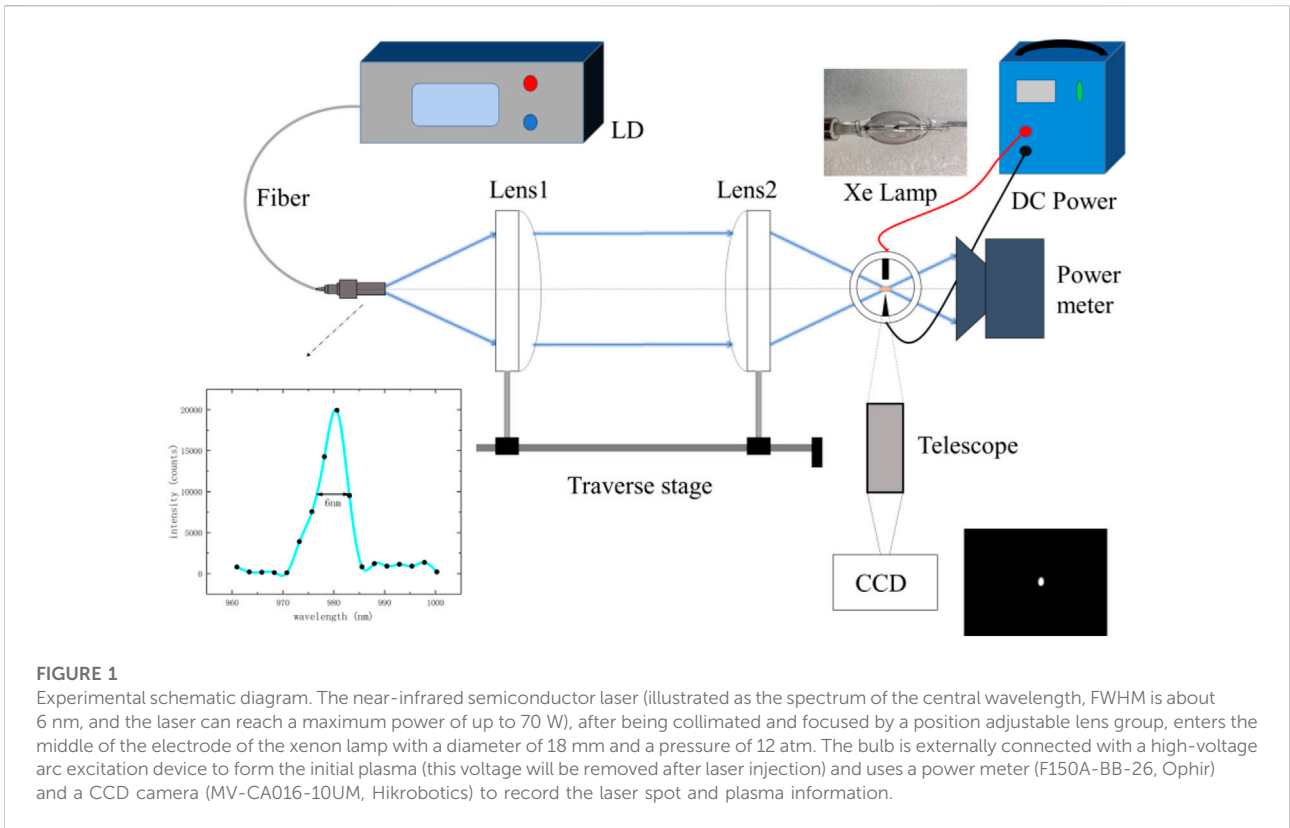 LD
Fiber
Lens1
Lens2
Xe Lamp
DC Power
Power
meter
Traverse stage
Telescope
CCD
20000
15000
10000
5000
0
intensity (counts)
6nm
960
970
980
990
1000
wavelength (nm)
FIGURE 1
Experimental schematic diagram. The near-infrared semiconductor laser (illustrated as the spectrum of the central wavelength, FWHM is about
6 nm, and the laser can reach a maximum power of up to 70 W), after being collimated and focused by a position adjustable lens group, enters the
middle of the electrode of the xenon lamp with a diameter of 18 mm and a pressure of 12 atm. The bulb is externally connected with a high-voltage
arc excitation device to form the initial plasma (this voltage will be removed after laser injection) and uses a power meter (F150A-BB-26, Ophir)
and a CCD camera (MV-CA016-10UM, Hikrobotics) to record the laser spot and plasma information.